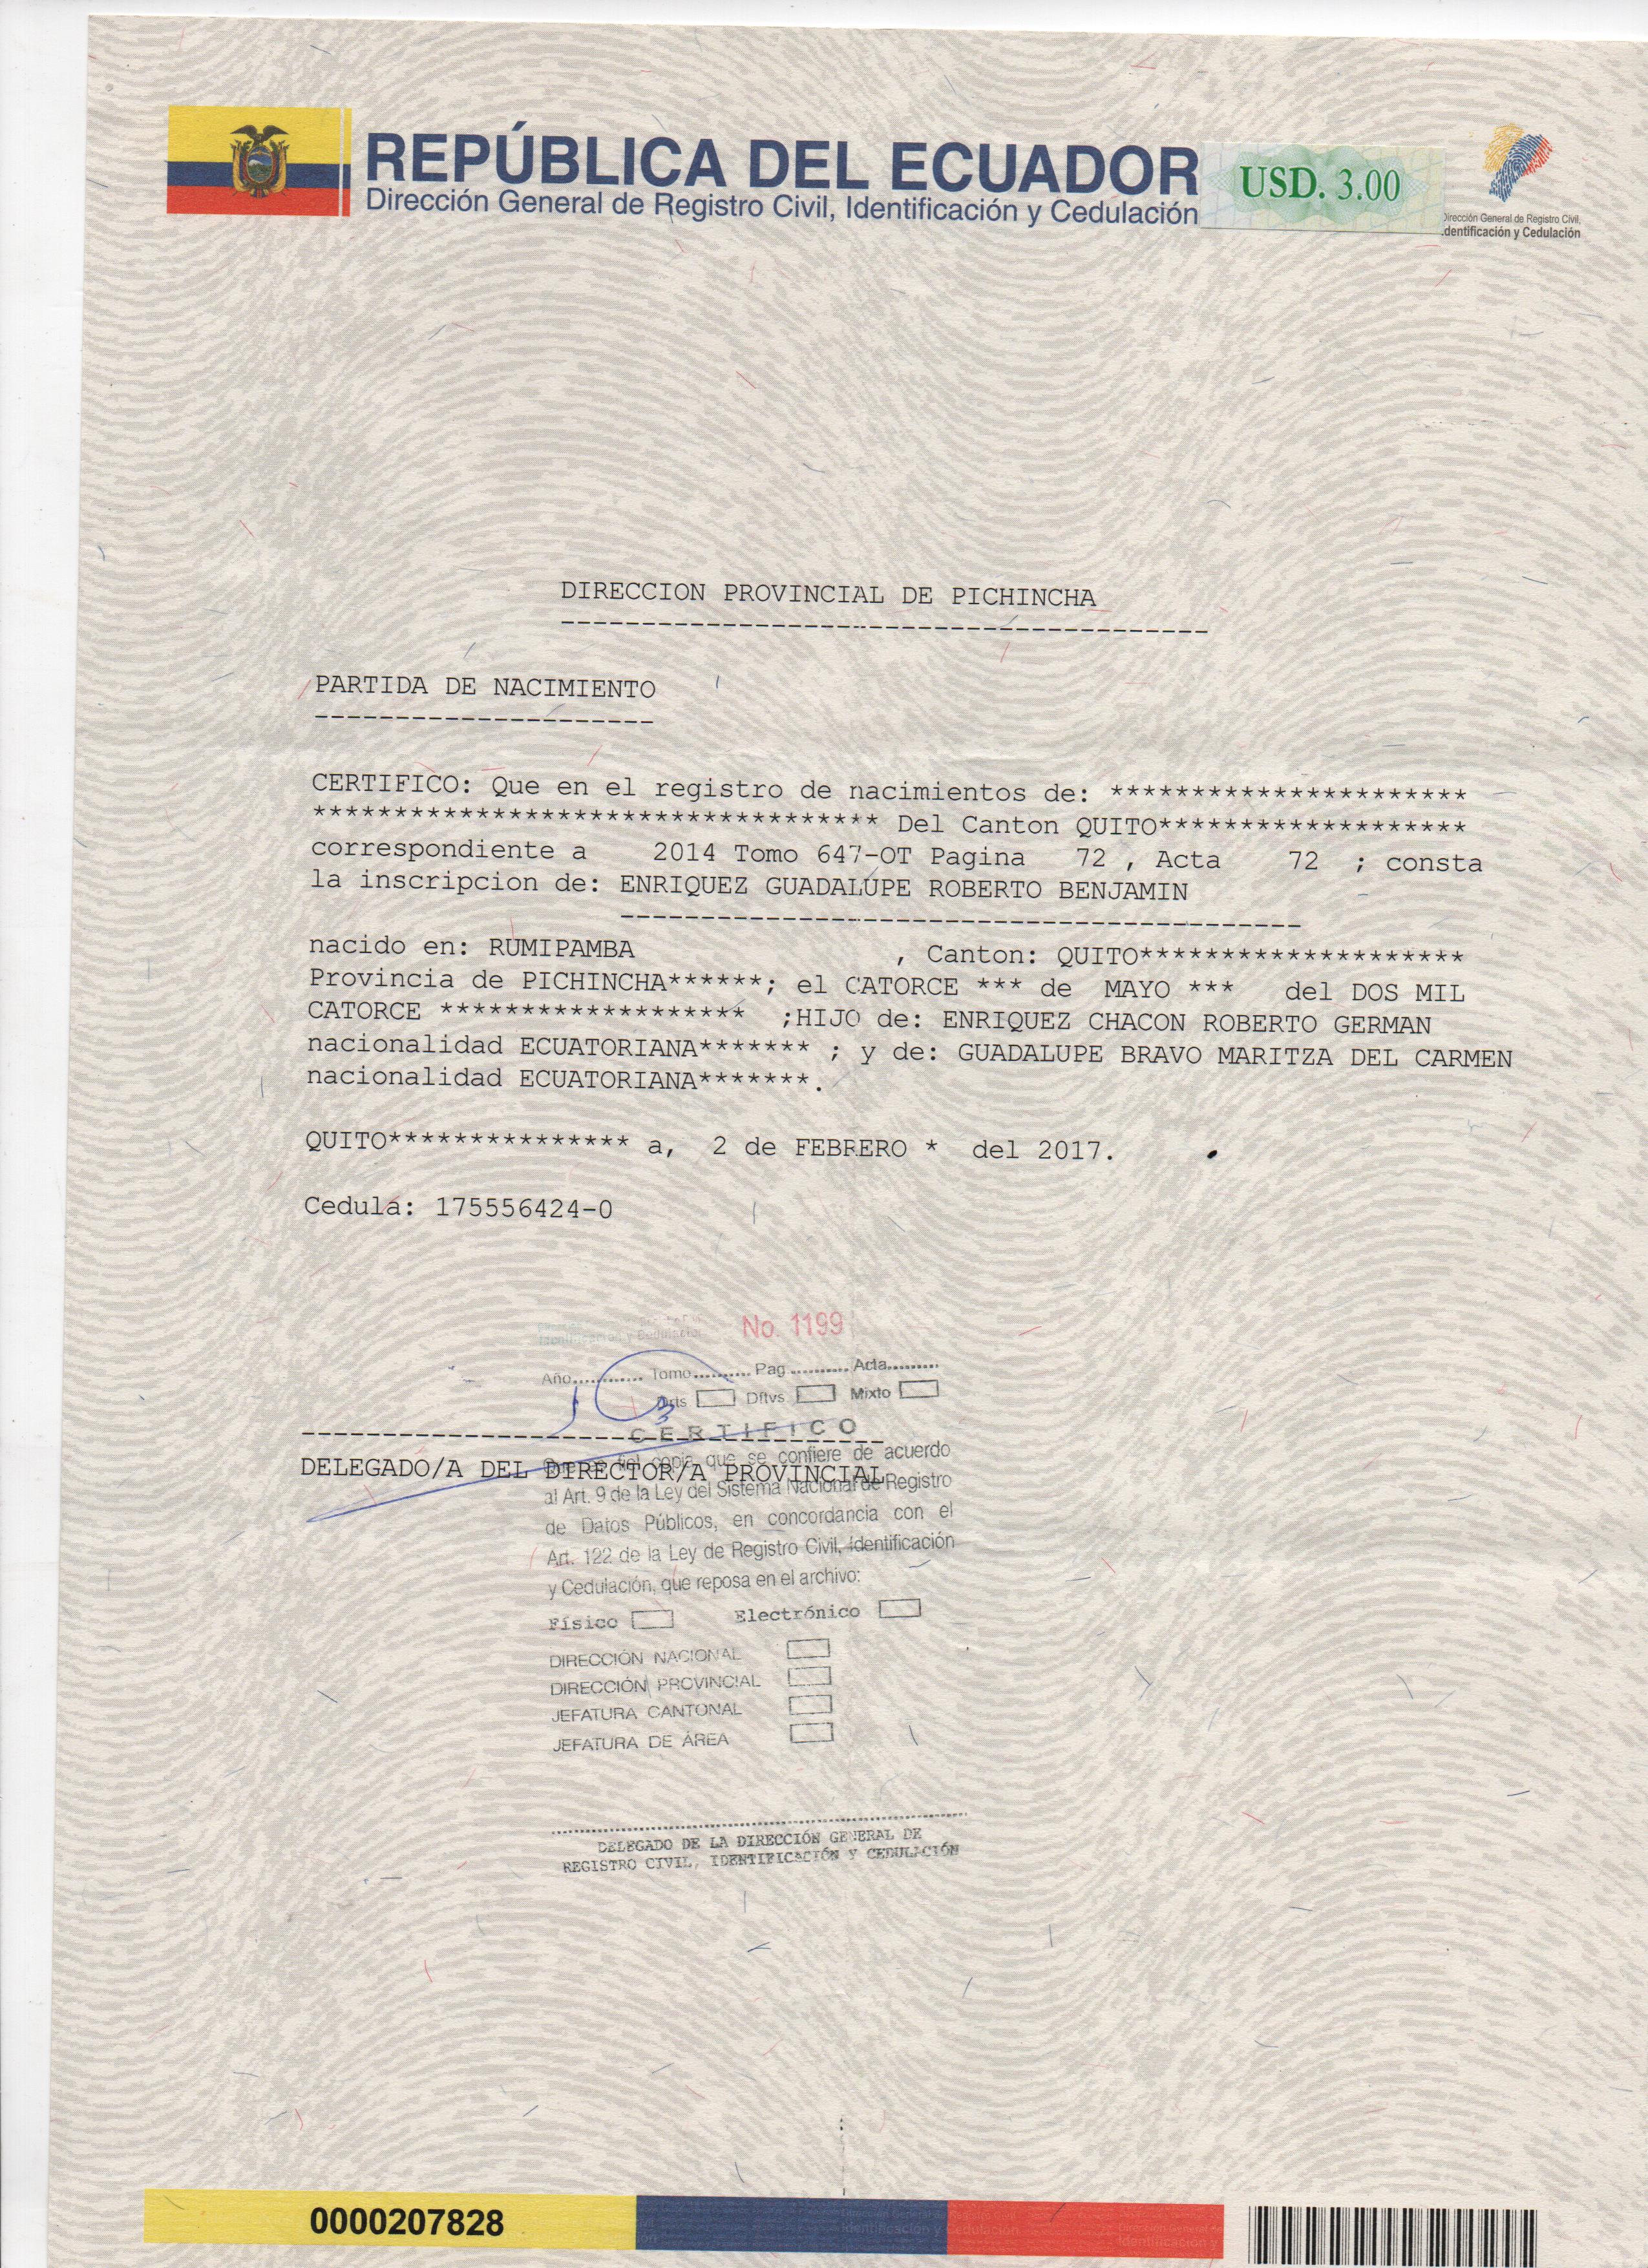 REPÚBLICA DEL ECUADOR
Dirección General de Registro Civil, Identificación y Cedulación
USD. 3.00
Dirección General de Registro Civil,
Identificación y Cedulación
DIRECCION PROVINCIAL DE PICHINCHA
----------------------------------------
PARTIDA DE NACIMIENTO
---------------------
CERTIFICO: Que en el registro de nacimientos de: **********************
*********************************** Del Canton QUITO*******************
correspondiente a 2014 Tomo 647-OT Pagina 72 , Acta 72 ; consta
la inscripcion de: ENRIQUEZ GUADALUPE ROBERTO BENJAMIN
------------------------------------------
nacido en: RUMIPAMBA , Canton: QUITO********************
Provincia de PICHINCHA******; el CATORCE *** de MAYO *** del DOS MIL
CATORCE ******************* ;HIJO de: ENRIQUEZ CHACON ROBERTO GERMAN
nacionalidad ECUATORIANA******* ; y de: GUADALUPE BRAVO MARITZA DEL CARMEN
nacionalidad ECUATORIANA*******.
QUITO*************** a, 2 de FEBRERO * del 2017.
Cedula: 175556424-0
Identificación y Cedulación
No. 1199
Año............ Tomo.......... Pag........... Acta.........
Dftvs Mixto
CERTIFICO
DELEGADO/A DEL DIRECTOR/A PROVINCIAL
fiel copia que se confiere de acuerdo
al Art. 9 de la Ley del Sistema Nacional de Registro
de Datos Públicos, en concordancia con el
Art. 122 de la Ley de Registro Civil, Identificación
y Cedulación, que reposa en el archivo:
Físico Electrónico
DIRECCIÓN NACIONAL
DIRECCIÓN PROVINCIAL
JEFATURA CANTONAL
JEFATURA DE ÁREA
DELEGADO DE LA DIRECCIÓN GENERAL DE
REGISTRO CIVIL, IDENTIFICACIÓN Y CEDULACIÓN
0000207828
Identificación y Cedulación